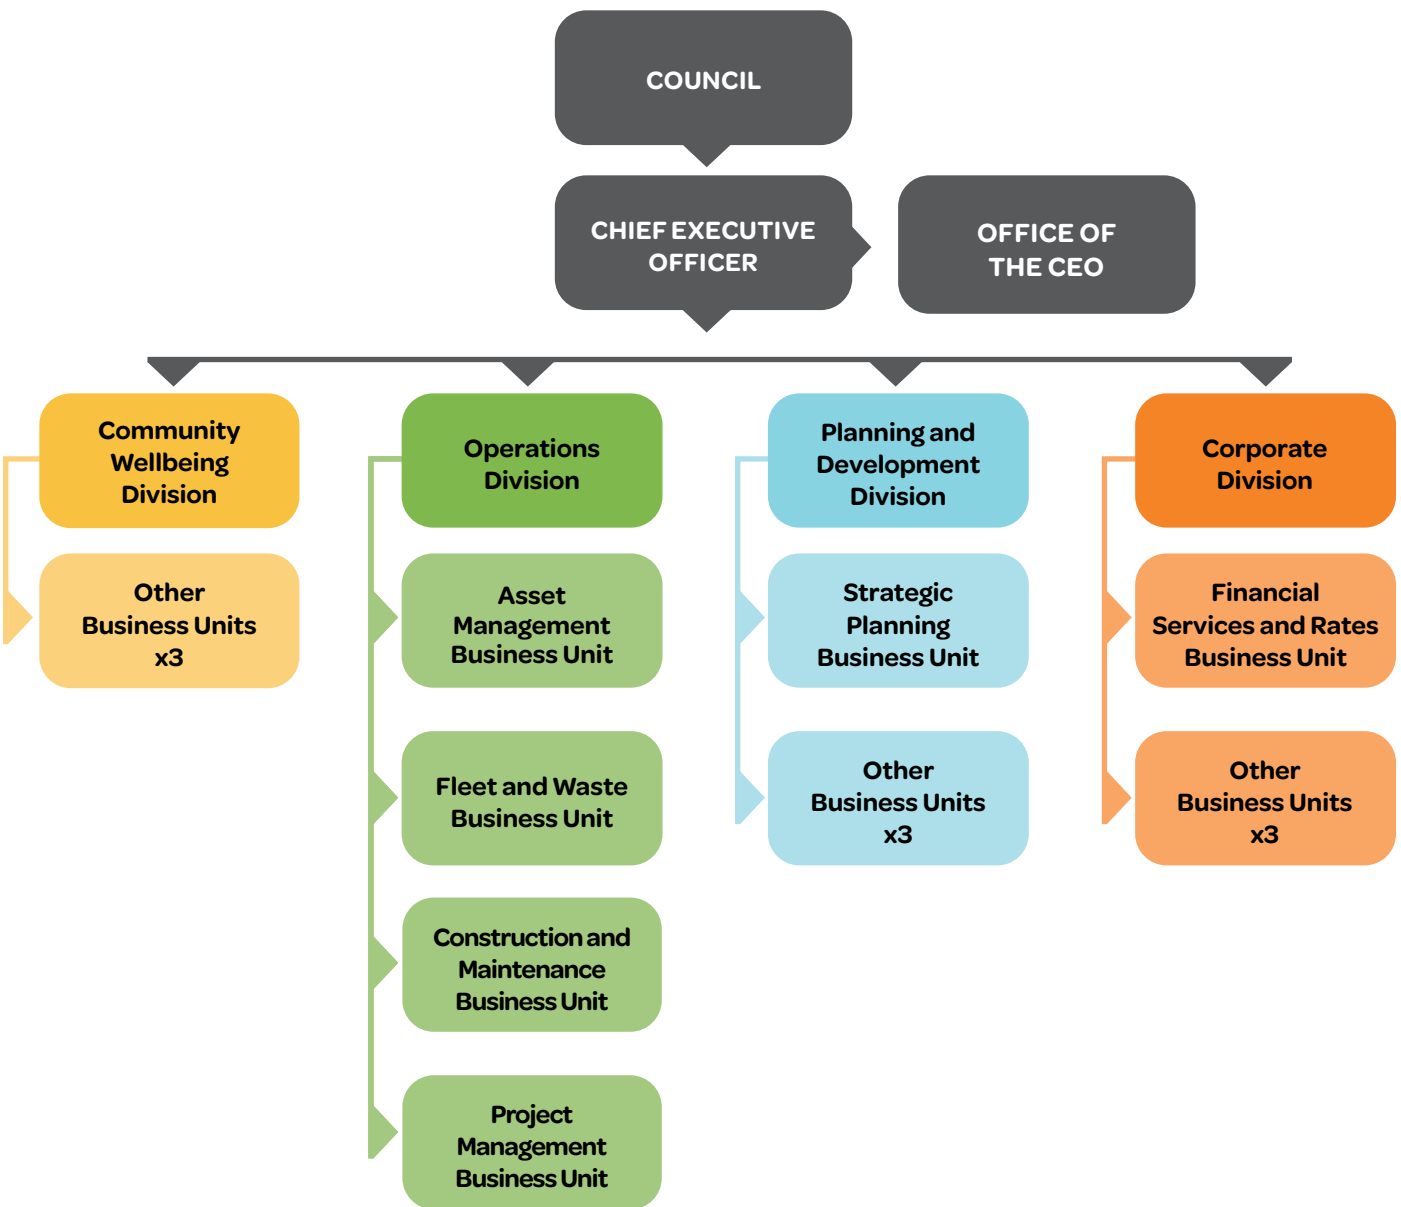 COUNCIL
CHIEF EXECUTIVE
OFFICER
OFFICE OF
THE CEO
Community
Wellbeing
Division
Other
Business Units
x3
Operations
Division
Asset
Management
Business Unit
Fleet and Waste
Business Unit
Construction and
Maintenance
Business Unit
Project
Management
Business Unit
Planning and
Development
Division
Strategic
Planning
Business Unit
Other
Business Units
x3
Corporate
Division
Financial
Services and Rates
Business Unit
Other
Business Units
x3